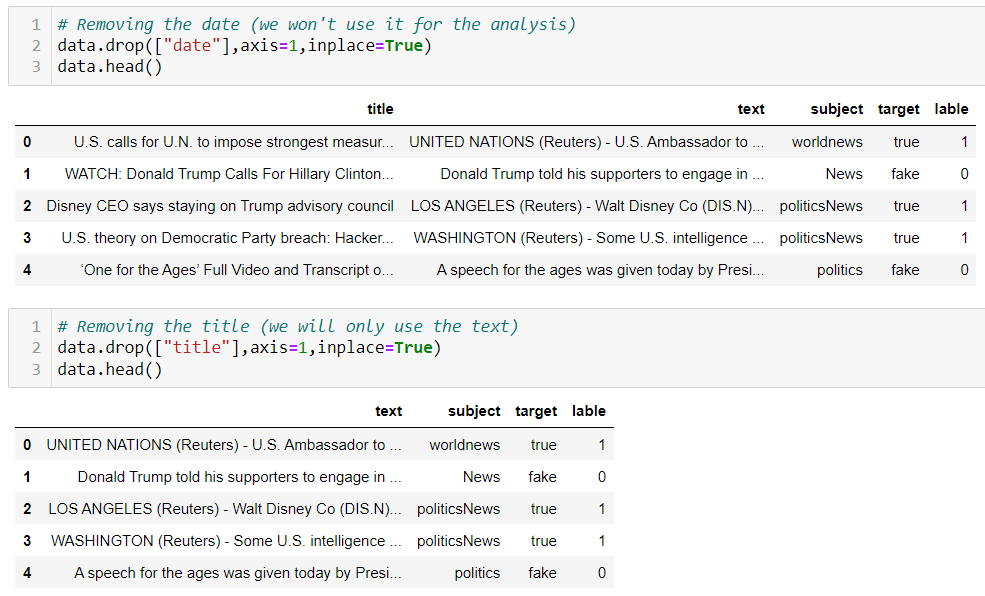 1 # Removing the date (we won't use it for the analysis)
2 data.drop(["date"],axis=1,inplace=True)
3 data.head()
title text subject target lable
0 U.S. calls for U.N. to impose strongest measur... UNITED NATIONS (Reuters) - U.S. Ambassador to ... worldnews true 1
1 WATCH: Donald Trump Calls For Hillary Clinton... Donald Trump told his supporters to engage in ... News fake 0
2 Disney CEO says staying on Trump advisory council LOS ANGELES (Reuters) - Walt Disney Co (DIS.N)... politicsNews true 1
3 U.S. theory on Democratic Party breach: Hacker... WASHINGTON (Reuters) - Some U.S. intelligence ... politicsNews true 1
4 ‘One for the Ages’ Full Video and Transcript o... A speech for the ages was given today by Presi... politics fake 0
1 # Removing the title (we will only use the text)
2 data.drop(["title"],axis=1,inplace=True)
3 data.head()
text subject target lable
0 UNITED NATIONS (Reuters) - U.S. Ambassador to ... worldnews true 1
1 Donald Trump told his supporters to engage in ... News fake 0
2 LOS ANGELES (Reuters) - Walt Disney Co (DIS.N)... politicsNews true 1
3 WASHINGTON (Reuters) - Some U.S. intelligence ... politicsNews true 1
4 A speech for the ages was given today by Presi... politics fake 0